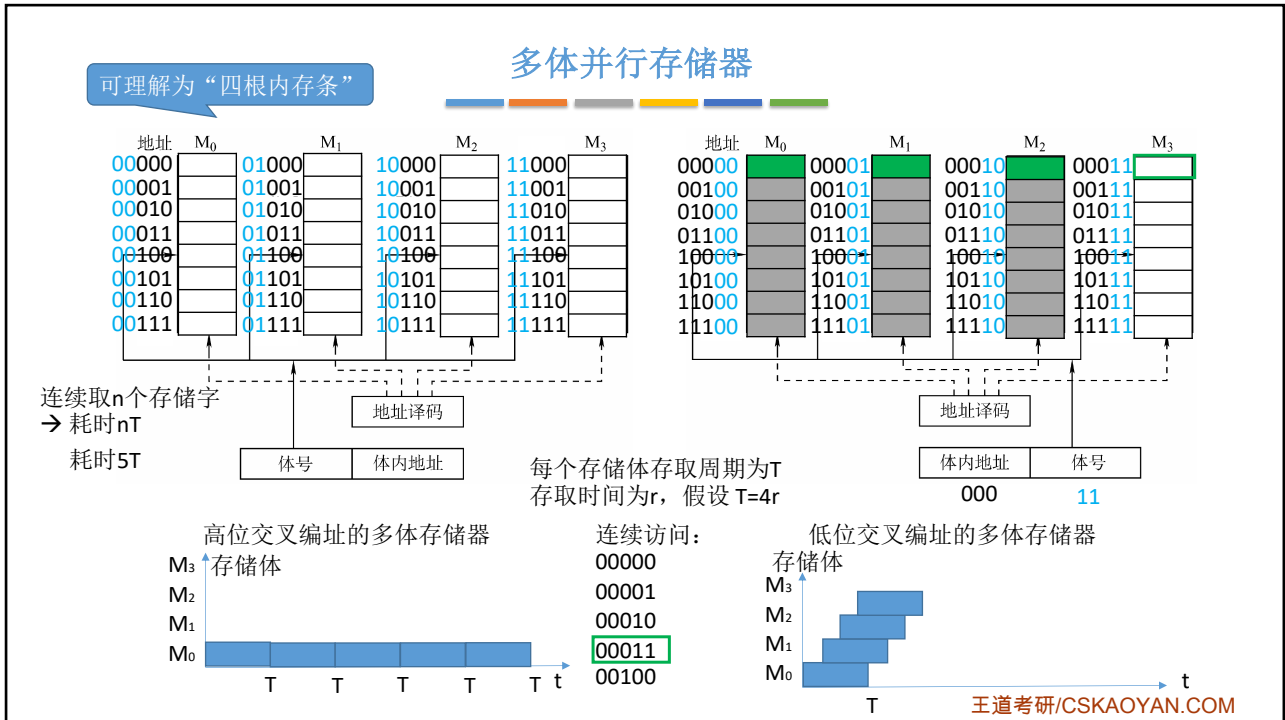 多体并行存储器
可理解为“四根内存条”
地址 M₀ M₁ M₂ M₃
00000 01000 10000 11000
00001 01001 10001 11001
00010 01010 10010 11010
00011 01011 10011 11011
00100 01100 10100 11100
00101 01101 10101 11101
00110 01110 10110 11110
00111 01111 10111 11111
地址译码
体号 体内地址
连续取n个存储字
→ 耗时nT
耗时5T
地址 M₀ M₁ M₂ M₃
00000 00001 00010 00011
00100 00101 00110 00111
01000 01001 01010 01011
01100 01101 01110 01111
10000 10001 10010 10011
10100 10101 10110 10111
11000 11001 11010 11011
11100 11101 11110 11111
地址译码
体内地址 体号
000 11
每个存储体存取周期为T
存取时间为r，假设 T=4r
高位交叉编址的多体存储器
存储体
M₃
M₂
M₁
M₀
T T T T T t
连续访问：
00000
00001
00010
00011
00100
低位交叉编址的多体存储器
存储体
M₃
M₂
M₁
M₀
T t
王道考研/CSKAOYAN.COM